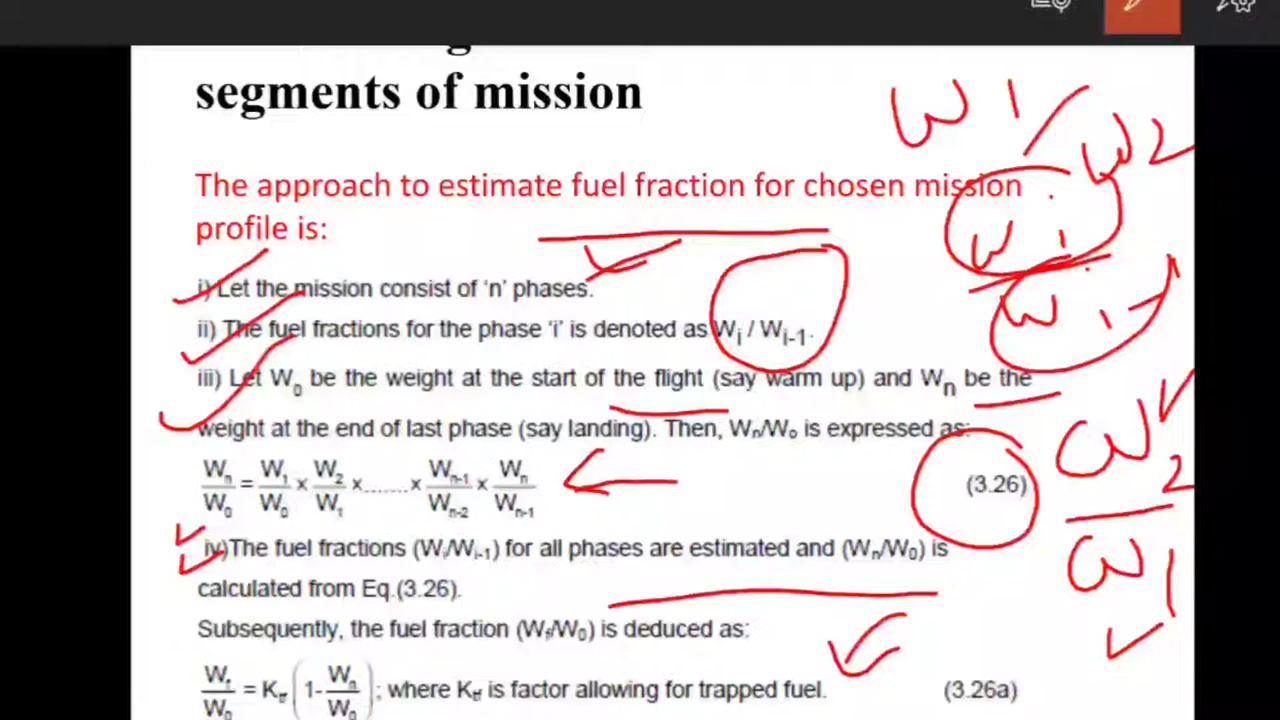 segments of mission
W1/
W2
The approach to estimate fuel fraction for chosen mission
profile is:
Wi
Wi-1
i) Let the mission consist of 'n' phases.
ii) The fuel fractions for the phase 'i' is denoted as Wi / Wi-1.
iii) Let W0 be the weight at the start of the flight (say warm up) and Wn be the
weight at the end of last phase (say landing). Then, Wn/W0 is expressed as:
Wn/W0 = W1/W0 × W2/W1 ×........× Wn-1/Wn-2 × Wn/Wn-1 (3.26)
W2
W1
iv)The fuel fractions (Wi/Wi-1) for all phases are estimated and (Wn/W0) is
calculated from Eq.(3.26).
Subsequently, the fuel fraction (Wf/W0) is deduced as:
Wf/W0 = Ktf (1- Wn/W0); where Ktf is factor allowing for trapped fuel. (3.26a)